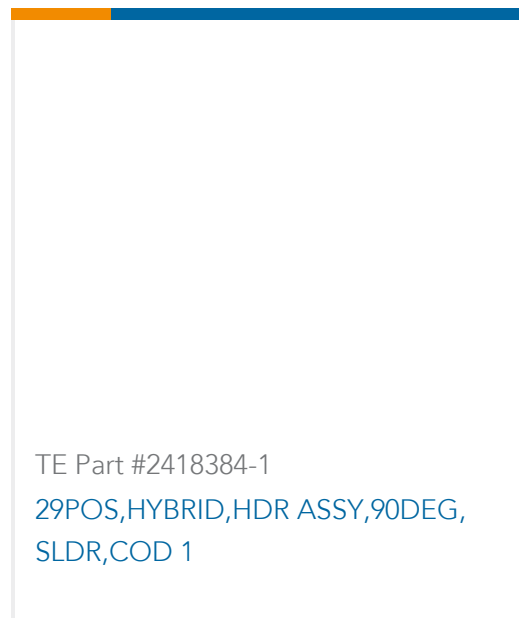 TE Part #2418384-1
29POS,HYBRID,HDR ASSY,90DEG,
SLDR,COD 1